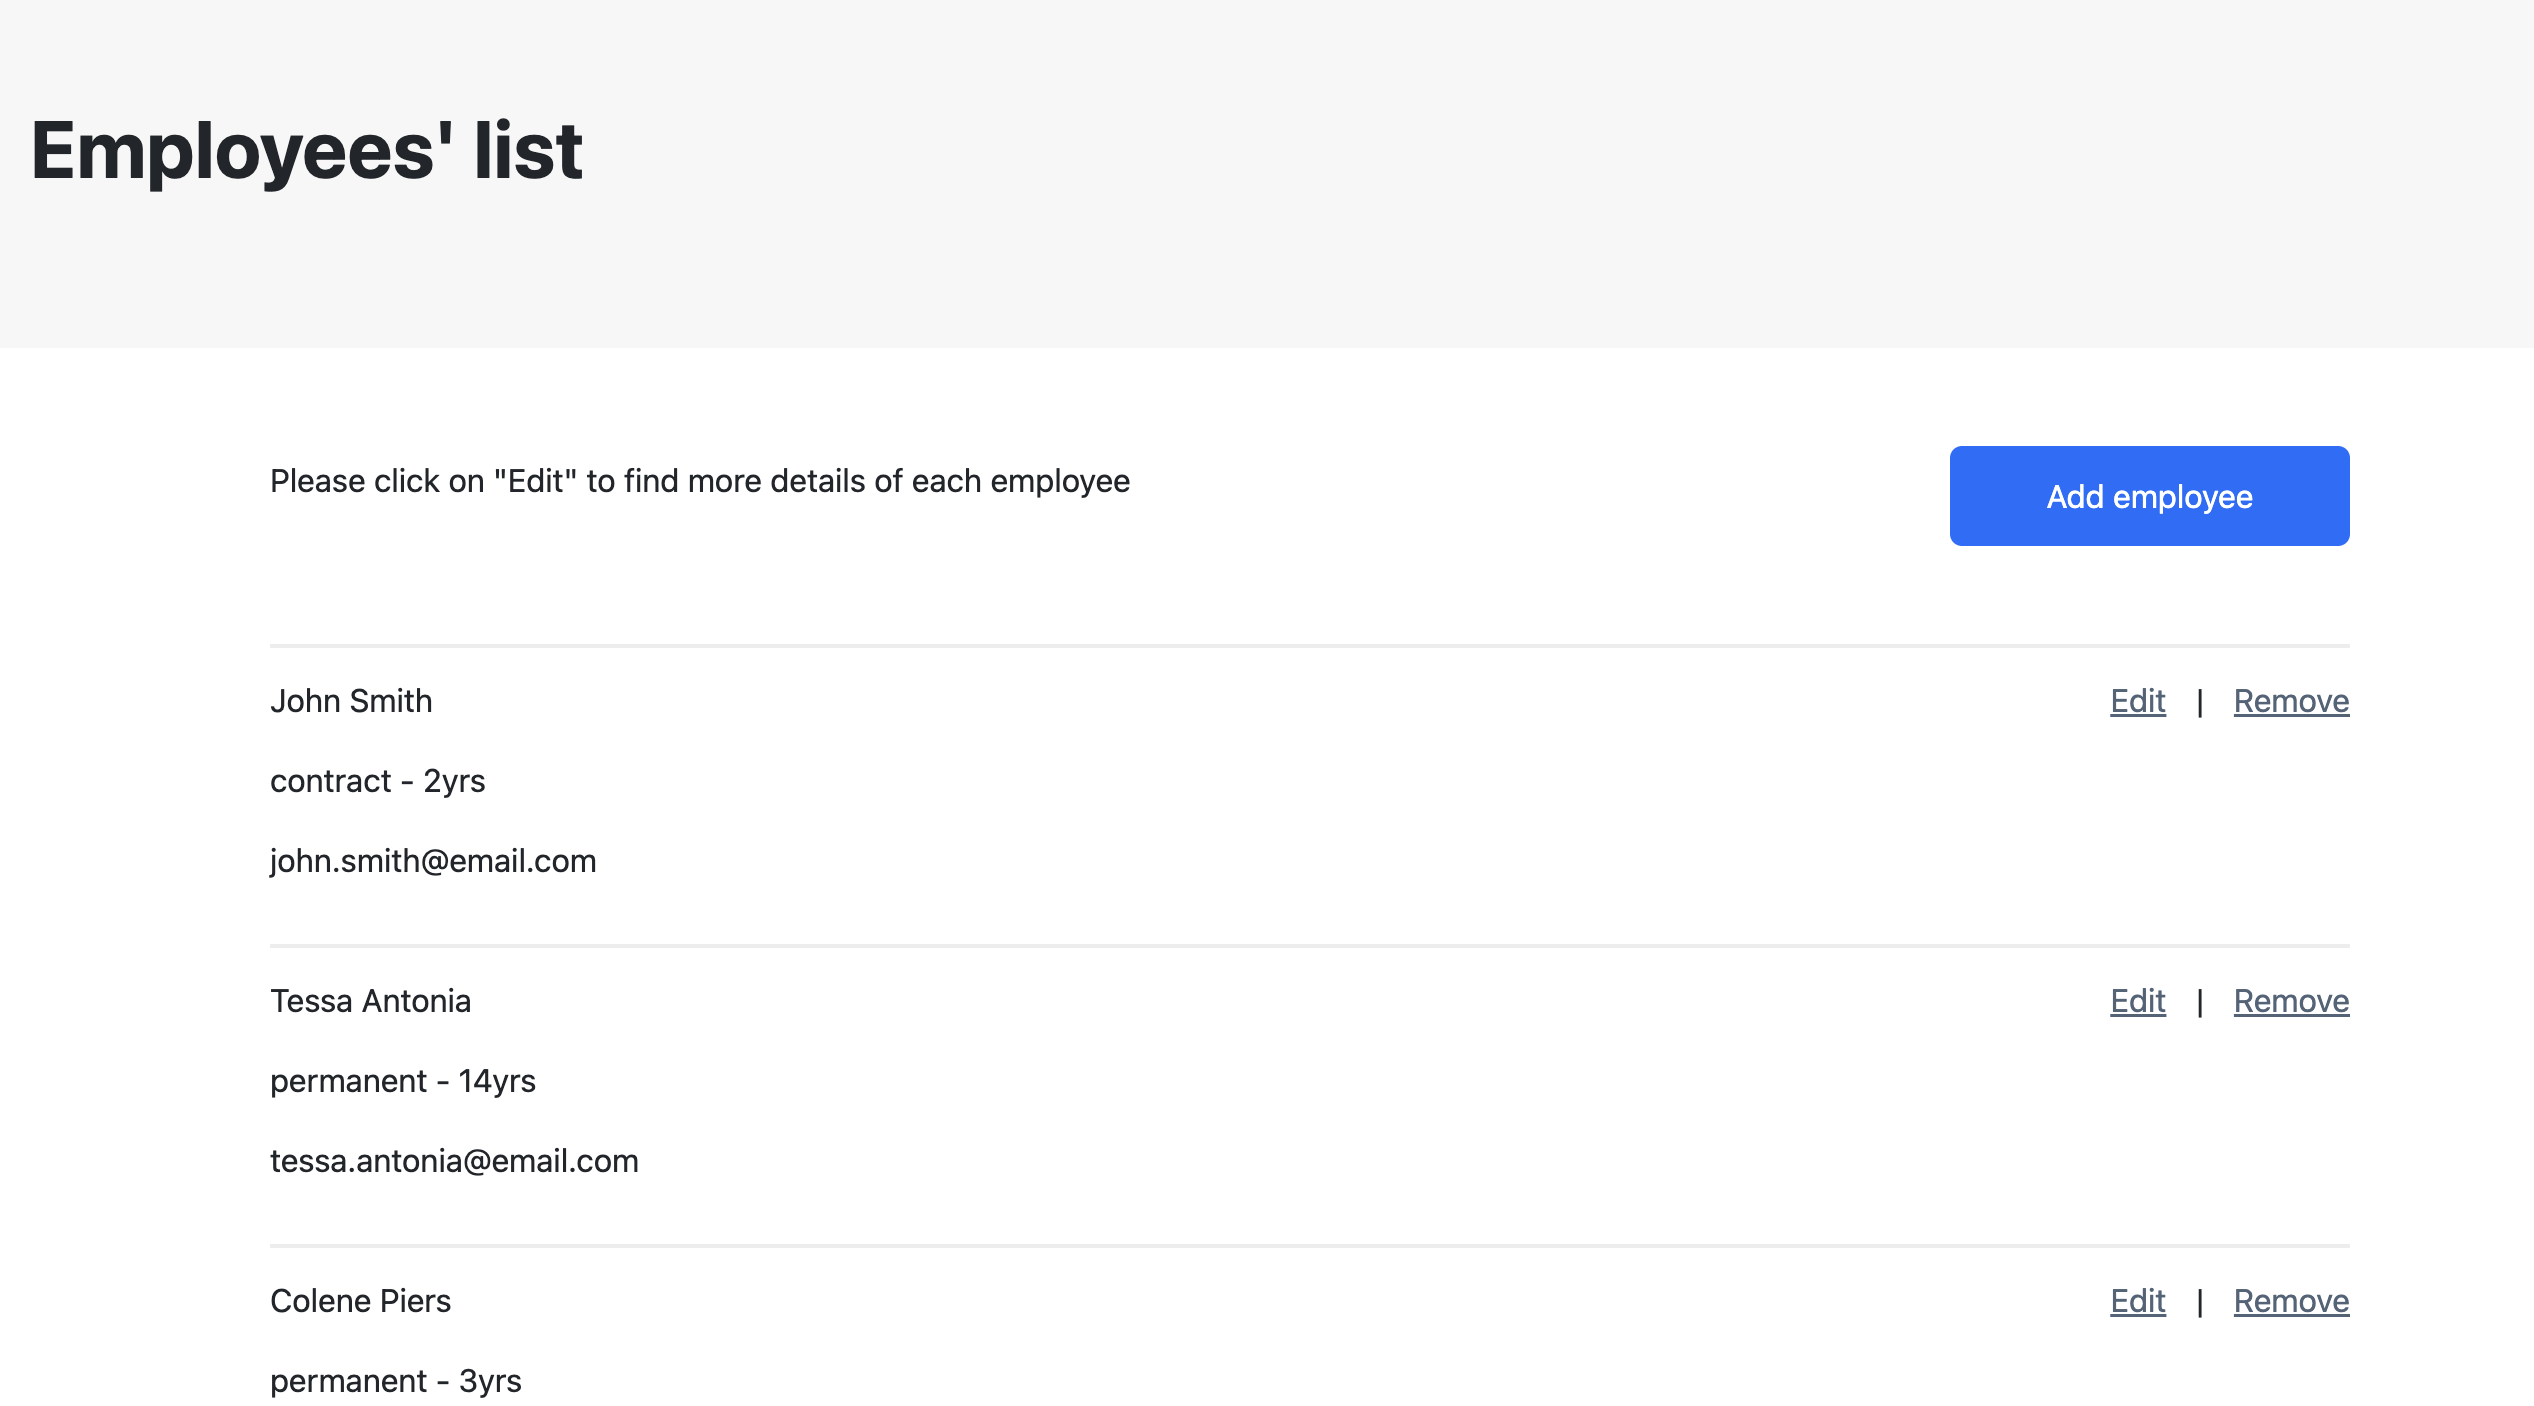 Employees' list
Please click on "Edit" to find more details of each employee
Add employee
John Smith
Edit | Remove
contract - 2yrs
john.smith@email.com
Tessa Antonia
Edit | Remove
permanent - 14yrs
tessa.antonia@email.com
Colene Piers
Edit | Remove
permanent - 3yrs